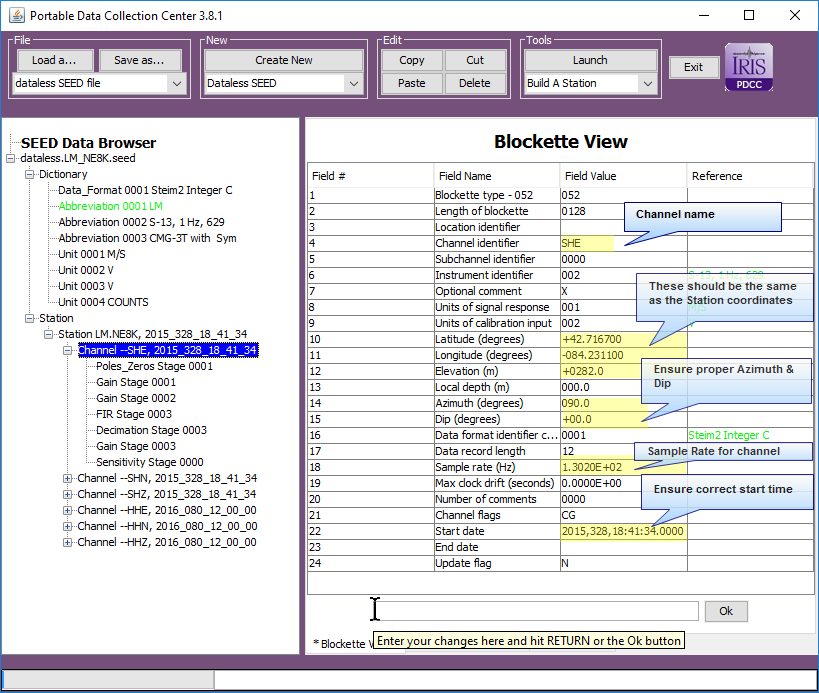 Portable Data Collection Center 3.8.1
File
Load a...
Save as...
dataless SEED file
New
Create New
Dataless SEED
Edit
Copy
Cut
Paste
Delete
Tools
Launch
Build A Station
Exit
IRIS
PDCC
SEED Data Browser
dataless.LM_NE8K.seed
Dictionary
Data_Format 0001 Steim2 Integer C
Abbreviation 0001 LM
Abbreviation 0002 S-13, 1 Hz, 629
Abbreviation 0003 CMG-3T with Sym
Unit 0001 M/S
Unit 0002 V
Unit 0003 V
Unit 0004 COUNTS
Station
Station LM.NE8K, 2015_328_18_41_34
Channel --SHE, 2015_328_18_41_34
Poles_Zeros Stage 0001
Gain Stage 0001
Gain Stage 0002
FIR Stage 0003
Decimation Stage 0003
Gain Stage 0003
Sensitivity Stage 0000
Channel --SHN, 2015_328_18_41_34
Channel --SHZ, 2015_328_18_41_34
Channel --HHE, 2016_080_12_00_00
Channel --HHN, 2016_080_12_00_00
Channel --HHZ, 2016_080_12_00_00
Blockette View
Field # Field Name Field Value Reference
1 Blockette type - 052 052
2 Length of blockette 0128
3 Location identifier
4 Channel identifier SHE
5 Subchannel identifier 0000
6 Instrument identifier 002 S-13, 1 Hz, 629
7 Optional comment X
8 Units of signal response 001 M/S
9 Units of calibration input 002 V
10 Latitude (degrees) +42.716700
11 Longitude (degrees) -084.231100
12 Elevation (m) +0282.0
13 Local depth (m) 000.0
14 Azimuth (degrees) 090.0
15 Dip (degrees) +00.0
16 Data format identifier c... 0001 Steim2 Integer C
17 Data record length 12
18 Sample rate (Hz) 1.3020E+02
19 Max clock drift (seconds) 0.0000E+00
20 Number of comments 0000
21 Channel flags CG
22 Start date 2015,328,18:41:34.0000
23 End date
24 Update flag N
Channel name
These should be the same
as the Station coordinates
Ensure proper Azimuth &
Dip
Sample Rate for channel
Ensure correct start time
Ok
*Blockette
Enter your changes here and hit RETURN or the Ok button